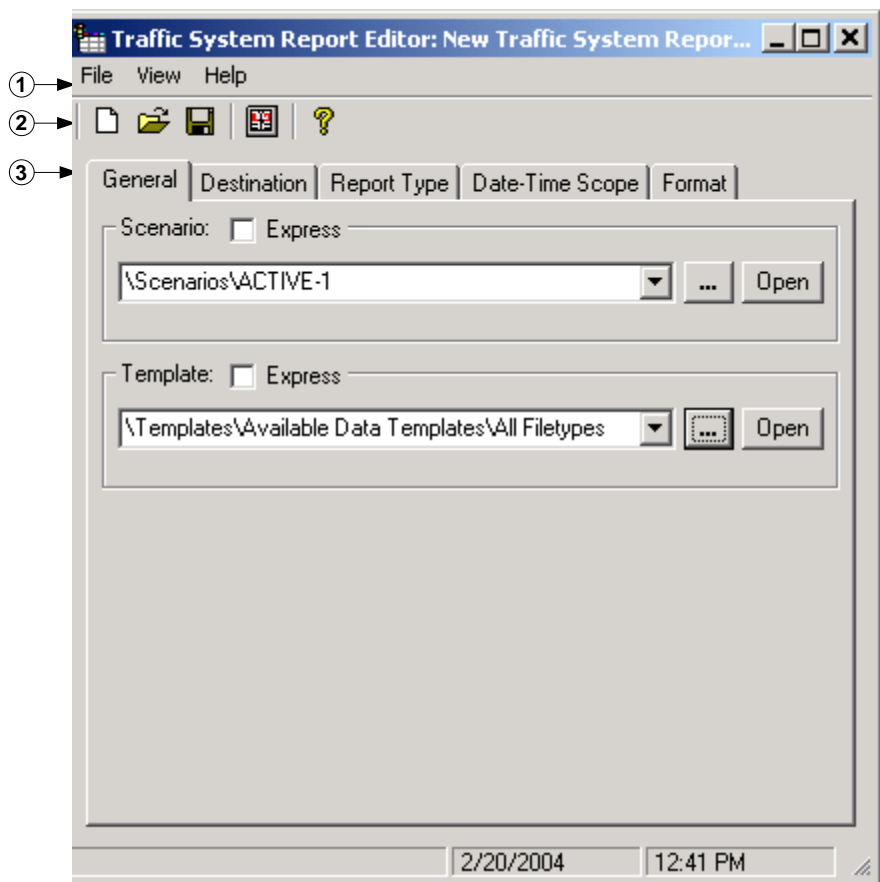 Traffic System Report Editor: New Traffic System Repor...
1
File View Help
2
3
General Destination Report Type Date-Time Scope Format
Scenario: Express
\Scenarios\ACTIVE-1 ... Open
Template: Express
\Templates\Available Data Templates\All Filetypes ... Open
2/20/2004 12:41 PM